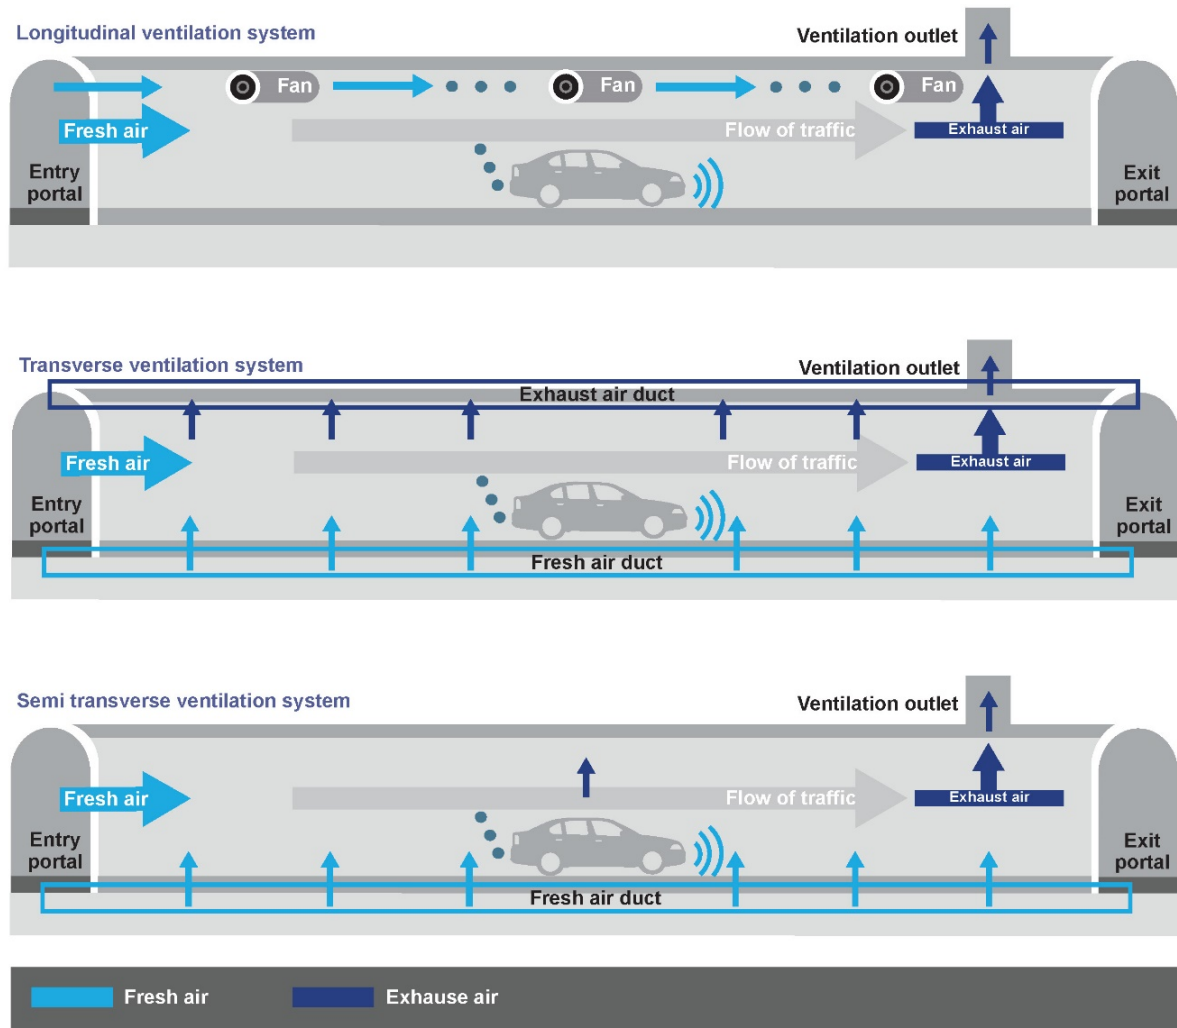 Longitudinal ventilation system
Ventilation outlet
Fan
Fan
Fan
Fresh air
Flow of traffic
Exhaust air
Entry
portal
Exit
portal
Transverse ventilation system
Ventilation outlet
Exhaust air duct
Fresh air
Flow of traffic
Exhaust air
Entry
portal
Exit
portal
Fresh air duct
Semi transverse ventilation system
Ventilation outlet
Fresh air
Flow of traffic
Exhaust air
Entry
portal
Exit
portal
Fresh air duct
Fresh air
Exhause air